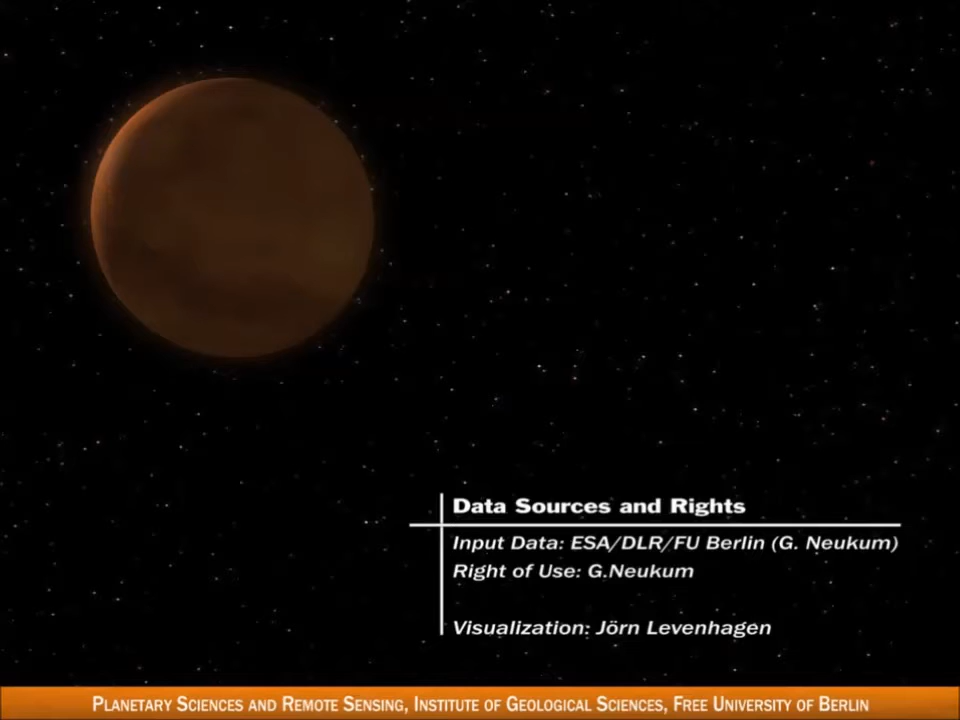 Data Sources and Rights
Input Data: ESA/DLR/FU Berlin (G. Neukum)
Right of Use: G.Neukum
Visualization: Jörn Levenhagen
PLANETARY SCIENCES AND REMOTE SENSING, INSTITUTE OF GEOLOGICAL SCIENCES, FREE UNIVERSITY OF BERLIN